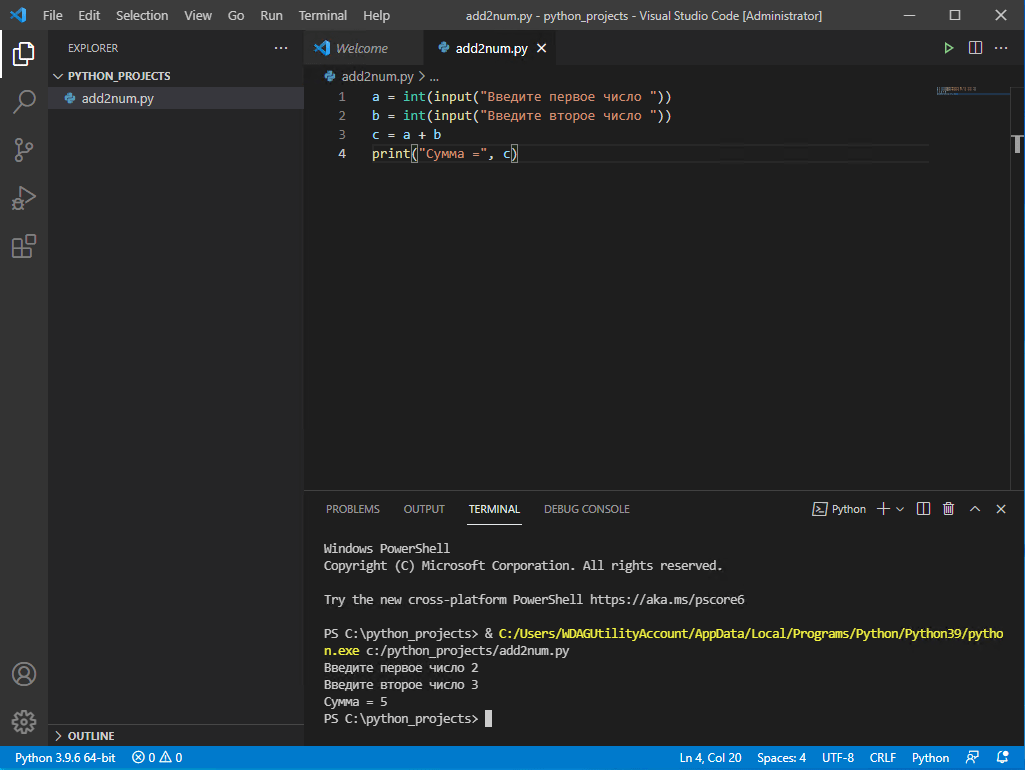 File Edit Selection View Go Run Terminal Help add2num.py - python_projects - Visual Studio Code [Administrator]
EXPLORER
PYTHON_PROJECTS
add2num.py
OUTLINE
Welcome add2num.py
add2num.py > ...
1 a = int(input("Введите первое число "))
2 b = int(input("Введите второе число "))
3 c = a + b
4 print("Сумма =", c)
PROBLEMS OUTPUT TERMINAL DEBUG CONSOLE Python
Windows PowerShell
Copyright (C) Microsoft Corporation. All rights reserved.
Try the new cross-platform PowerShell https://aka.ms/pscore6
PS C:\python_projects> & C:/Users/WDAGUtilityAccount/AppData/Local/Programs/Python/Python39/pytho
n.exe c:/python_projects/add2num.py
Введите первое число 2
Введите второе число 3
Сумма = 5
PS C:\python_projects>
Python 3.9.6 64-bit 0 0 Ln 4, Col 20 Spaces: 4 UTF-8 CRLF Python